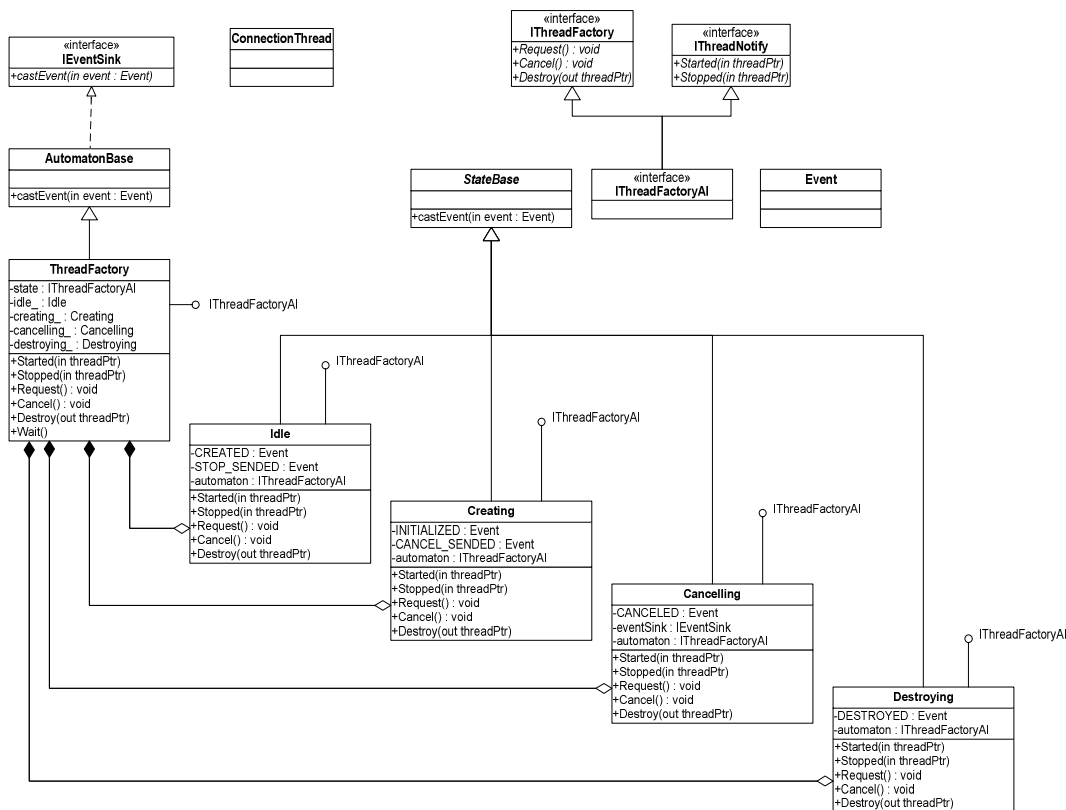 «interface»
IEventSink
+castEvent(in event : Event)
ConnectionThread
«interface»
IThreadFactory
+Request() : void
+Cancel() : void
+Destroy(out threadPtr)
«interface»
IThreadNotify
+Started(in threadPtr)
+Stopped(in threadPtr)
AutomatonBase
+castEvent(in event : Event)
StateBase
+castEvent(in event : Event)
«interface»
IThreadFactoryAI
Event
ThreadFactory
-state : IThreadFactoryAI
-idle_ : Idle
-creating_ : Creating
-cancelling_ : Cancelling
-destroying_ : Destroying
+Started(in threadPtr)
+Stopped(in threadPtr)
+Request() : void
+Cancel() : void
+Destroy(out threadPtr)
+Wait()
IThreadFactoryAI
IThreadFactoryAI
Idle
-CREATED : Event
-STOP_SENDED : Event
-automaton : IThreadFactoryAI
+Started(in threadPtr)
+Stopped(in threadPtr)
+Request() : void
+Cancel() : void
+Destroy(out threadPtr)
IThreadFactoryAI
Creating
-INITIALIZED : Event
-CANCEL_SENDED : Event
-automaton : IThreadFactoryAI
+Started(in threadPtr)
+Stopped(in threadPtr)
+Request() : void
+Cancel() : void
+Destroy(out threadPtr)
IThreadFactoryAI
Cancelling
-CANCELED : Event
-eventSink : IEventSink
-automaton : IThreadFactoryAI
+Started(in threadPtr)
+Stopped(in threadPtr)
+Request() : void
+Cancel() : void
+Destroy(out threadPtr)
IThreadFactoryAI
Destroying
-DESTROYED : Event
-automaton : IThreadFactoryAI
+Started(in threadPtr)
+Stopped(in threadPtr)
+Request() : void
+Cancel() : void
+Destroy(out threadPtr)